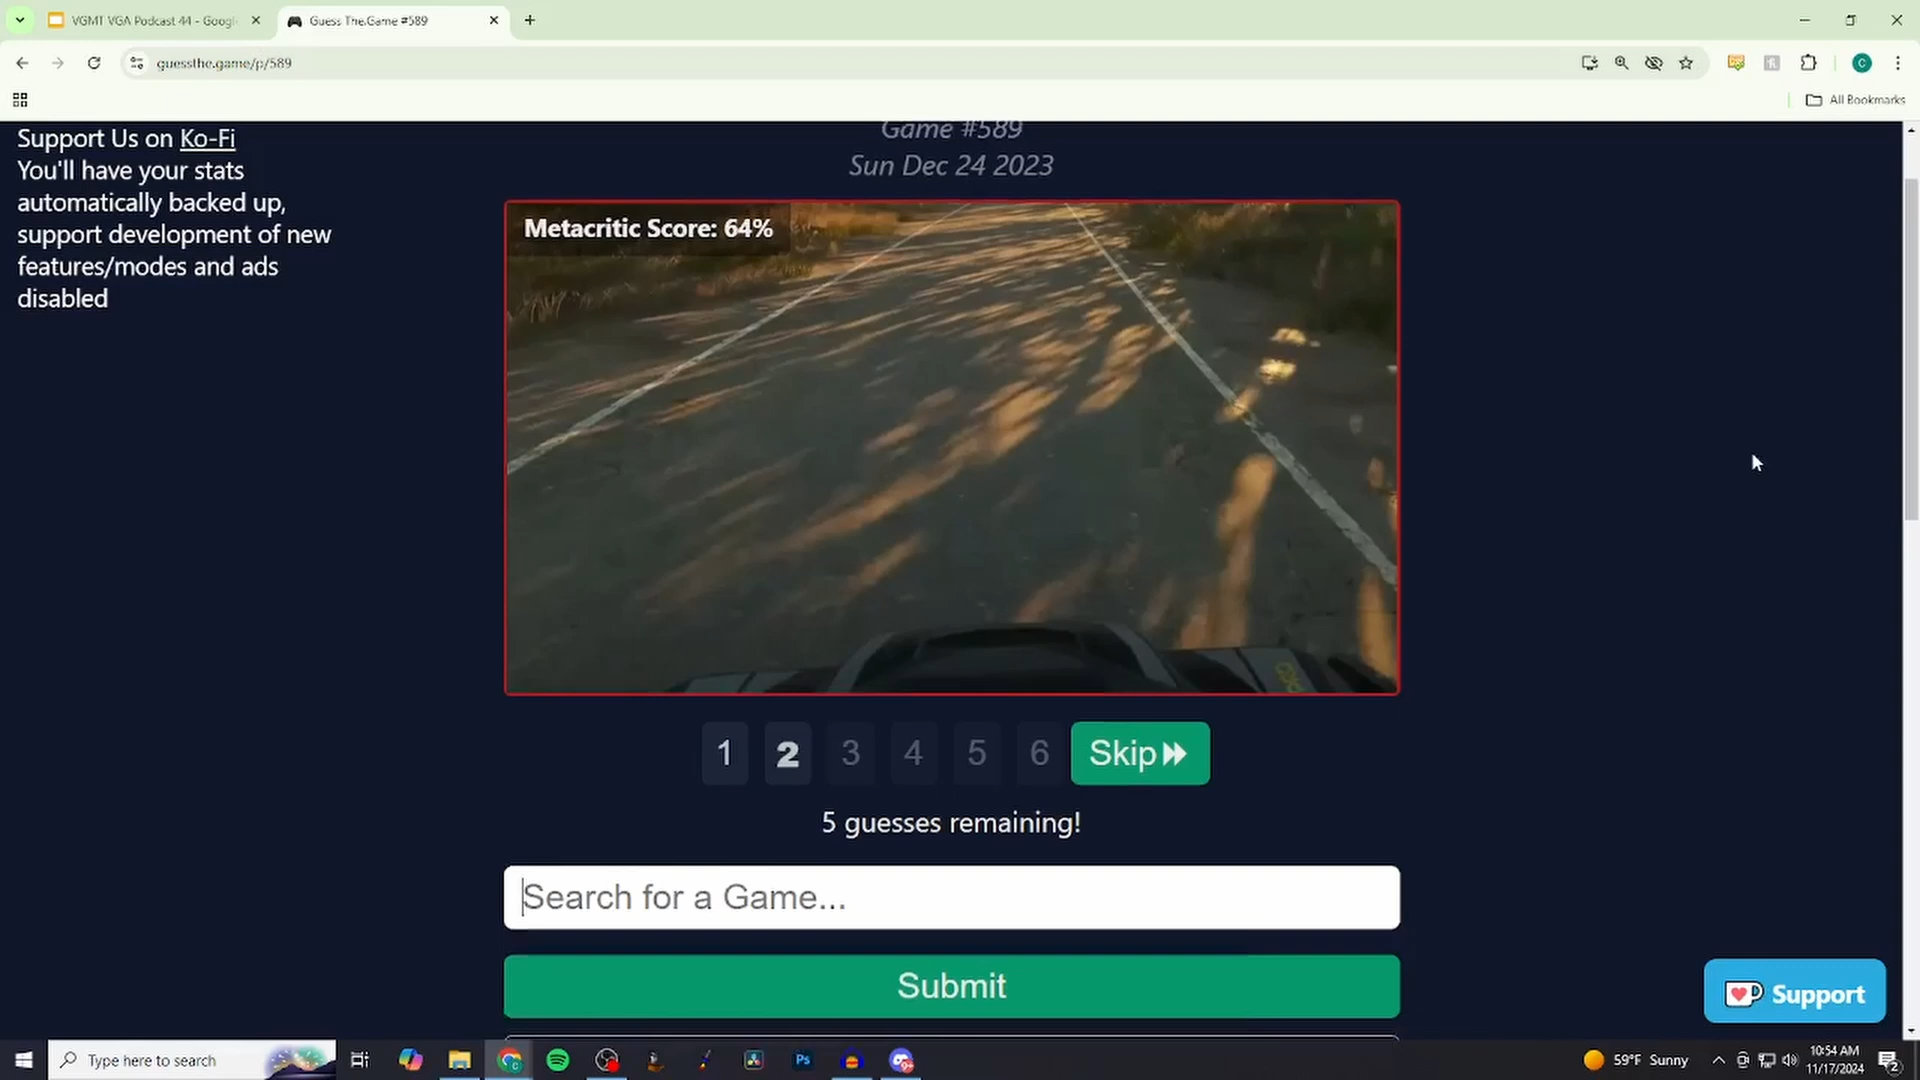 VGMT VGA Podcast 44 - Googl
Guess The.Game #589
guessthe.game/p/589
C
All Bookmarks
Support Us on Ko-Fi
You'll have your stats
automatically backed up,
support development of new
features/modes and ads
disabled
Game #589
Sun Dec 24 2023
Metacritic Score: 64%
1 2 3 4 5 6 Skip
5 guesses remaining!
Search for a Game...
Submit
Support
Type here to search
Ps
59°F Sunny
10:54 AM
11/17/2024
2